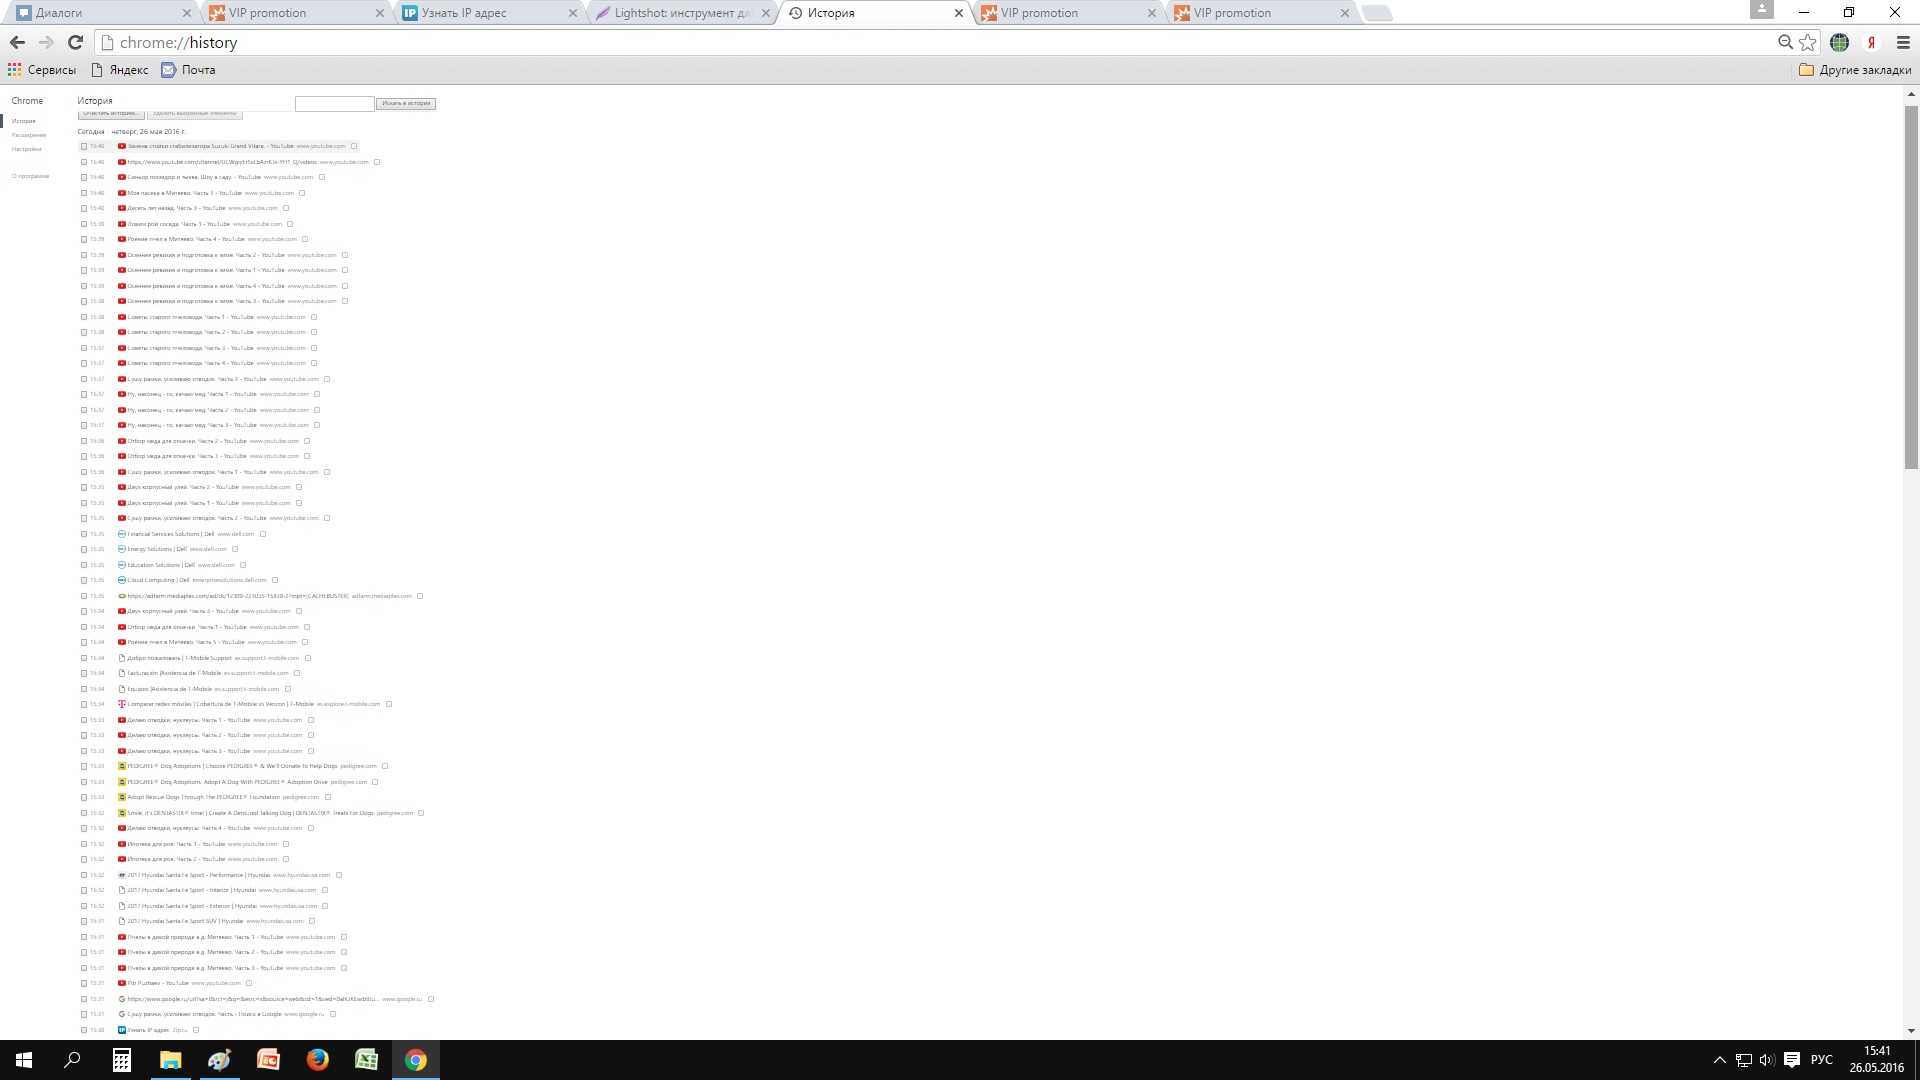 Диалоги
VIP promotion
Узнать IP адрес
Lightshot: инструмент дл
История
VIP promotion
VIP promotion
chrome://history
Сервисы
Яндекс
Почта
Другие закладки
Chrome
История
Искать в истории
История
Расширения
Настройки
О программе
Очистить историю...
Удалить выбранные элементы
Сегодня - четверг, 26 мая 2016 г.
15:40 Замена стойки стабилизатора Suzuki Grand Vitara. - YouTube www.youtube.com
15:40 www.youtube.com
15:40 Синьор помидор и тыква. Шоу в саду. - YouTube www.youtube.com
15:40 Моя пасека в Митяево. Часть 3 - YouTube www.youtube.com
15:40 Десять лет назад. Часть 3 - YouTube www.youtube.com
15:39 Ловим рой соседа. Часть 1 - YouTube www.youtube.com
15:39 Роение пчел в Митяево. Часть 4 - YouTube www.youtube.com
15:39 Осенняя ревизия и подготовка к зиме. Часть 2 - YouTube www.youtube.com
15:39 Осенняя ревизия и подготовка к зиме. Часть 1 - YouTube www.youtube.com
15:39 Осенняя ревизия и подготовка к зиме. Часть 4 - YouTube www.youtube.com
15:38 Осенняя ревизия и подготовка к зиме. Часть 3 - YouTube www.youtube.com
15:38 Советы старого пчеловода. Часть 1 - YouTube www.youtube.com
15:38 Советы старого пчеловода. Часть 2 - YouTube www.youtube.com
15:37 Советы старого пчеловода. Часть 3 - YouTube www.youtube.com
15:37 Советы старого пчеловода. Часть 4 - YouTube www.youtube.com
15:37 Сушу рамки, усиливаю отводок. Часть 3 - YouTube www.youtube.com
15:37 Ну, наконец - то, качаю мед. Часть 1 - YouTube www.youtube.com
15:37 Ну, наконец - то, качаю мед. Часть 2 - YouTube www.youtube.com
15:37 Ну, наконец - то, качаю мед. Часть 3 - YouTube www.youtube.com
15:36 Отбор меда для откачки. Часть 2 - YouTube www.youtube.com
15:36 Отбор меда для откачки. Часть 3 - YouTube www.youtube.com
15:36 Сушу рамки, усиливаю отводок. Часть 1 - YouTube www.youtube.com
15:35 Двух корпусный улей. Часть 2 - YouTube www.youtube.com
15:35 Двух корпусный улей. Часть 1 - YouTube www.youtube.com
15:35 Сушу рамки, усиливаю отводок. Часть 2 - YouTube www.youtube.com
15:35 Financial Services Solutions | Dell www.dell.com
15:35 Energy Solutions | Dell www.dell.com
15:35 Education Solutions | Dell www.dell.com
15:35 Cloud Computing | Dell enterprisesolutions.dell.com
15:35 https://adfarm.mediaplex.com/ad/ck/12309-223035-15838-2?mpt=[CACHEBUSTER] adfarm.mediaplex.com
15:34 Двух корпусный улей. Часть 3 - YouTube www.youtube.com
15:34 Отбор меда для откачки. Часть 1 - YouTube www.youtube.com
15:34 Роение пчел в Митяево. Часть 5 - YouTube www.youtube.com
15:34 Добро пожаловать | T-Mobile Support es.support.t-mobile.com
15:34 Facturación |Asistencia de T-Mobile es.support.t-mobile.com
15:34 Equipos |Asistencia de T-Mobile es.support.t-mobile.com
15:34 Comparar redes móviles | Cobertura de T-Mobile vs Verizon | T-Mobile es.explore.t-mobile.com
15:33 Делаю отводки, нуклеусы. Часть 1 - YouTube www.youtube.com
15:33 Делаю отводки, нуклеусы. Часть 2 - YouTube www.youtube.com
15:33 Делаю отводки, нуклеусы. Часть 3 - YouTube www.youtube.com
15:33 PEDIGREE® Dog Adoptions | Choose PEDIGREE® & We'll Donate To Help Dogs pedigree.com
15:33 PEDIGREE® Dog Adoptions. Adopt A Dog With PEDIGREE® Adoption Drive pedigree.com
15:33 Adopt Rescue Dogs Through The PEDIGREE® Foundation pedigree.com
15:32 Smile, it's DENTASTIX® time! | Create A Dentured Talking Dog | DENTASTIX® Treats For Dogs pedigree.com
15:32 Делаю отводки, нуклеусы. Часть 4 - YouTube www.youtube.com
15:32 Ипотека для роя. Часть 1 - YouTube www.youtube.com
15:32 Ипотека для роя. Часть 2 - YouTube www.youtube.com
15:32 2017 Hyundai Santa Fe Sport - Performance | Hyundai www.hyundaiusa.com
15:32 2017 Hyundai Santa Fe Sport - Interior | Hyundai www.hyundaiusa.com
15:32 2017 Hyundai Santa Fe Sport - Exterior | Hyundai www.hyundaiusa.com
15:31 2017 Hyundai Santa Fe Sport SUV | Hyundai www.hyundaiusa.com
15:31 Пчелы в дикой природе в д. Митяево. Часть 1 - YouTube www.youtube.com
15:31 Пчелы в дикой природе в д. Митяево. Часть 2 - YouTube www.youtube.com
15:31 Пчелы в дикой природе в д. Митяево. Часть 3 - YouTube www.youtube.com
15:31 Pitr Puzhaev - YouTube www.youtube.com
15:31 www.google.ru
15:31 Сушу рамки, усиливаю отводок. Часть - Поиск в Google www.google.ru
15:30 Узнать IP адрес 2ip.ru
РУС
15:41
26.05.2016